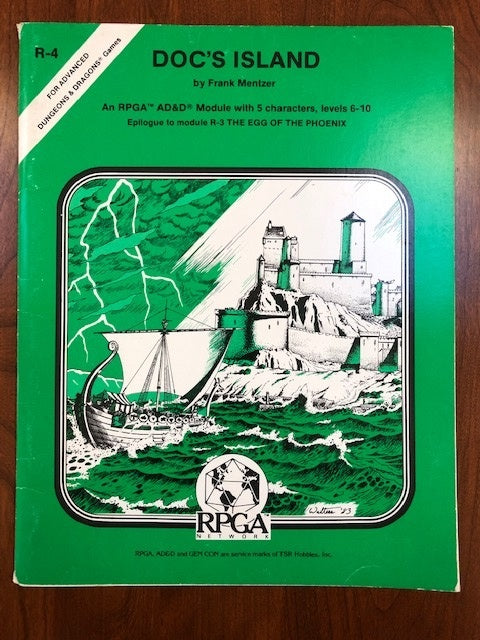 R-4
FOR ADVANCED
DUNGEONS & DRAGONS® Games
DOC'S ISLAND
by Frank Mentzer
An RPGA™ AD&D® Module with 5 characters, levels 6-10
Epilogue to module R-3 THE EGG OF THE PHOENIX
Walters '83
RPGA™
NETWORK
RPGA, AD&D and GEN CON are service marks of TSR Hobbies, Inc.